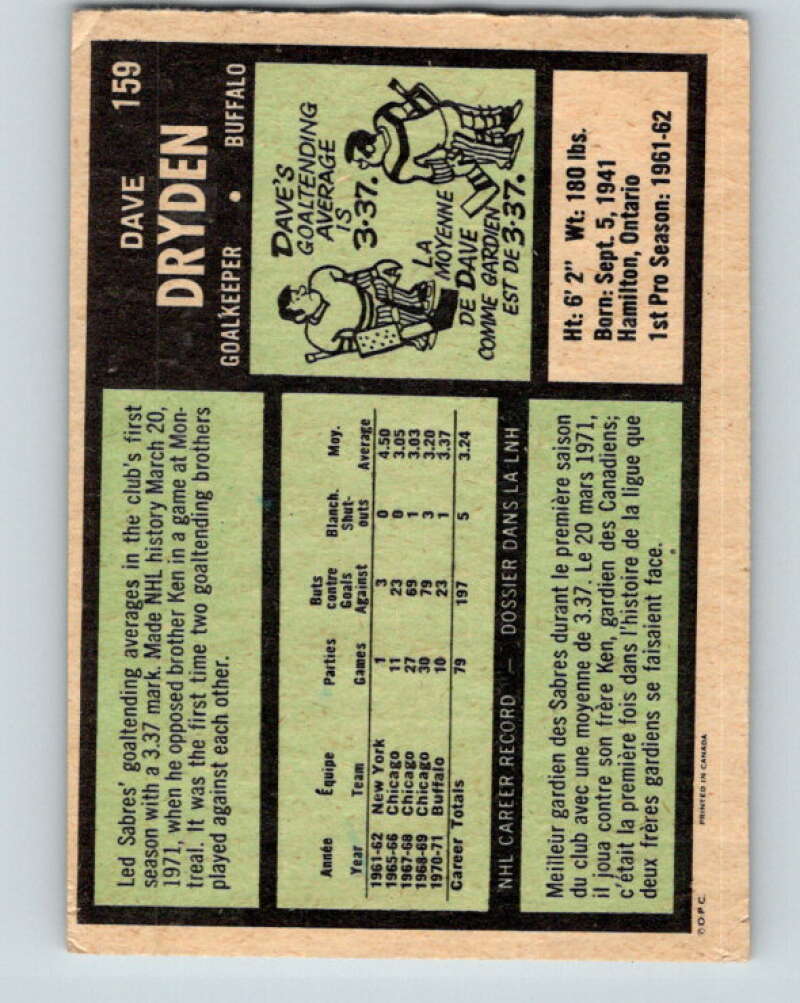 DAVE 159
DRYDEN
GOALKEEPER • BUFFALO
Led Sabres' goaltending averages in the club's first
season with a 3.37 mark. Made NHL history March 20,
1971, when he opposed brother Ken in a game at Mon-
treal. It was the first time two goaltending brothers
played against each other.
DAVE'S
GOALTENDING
AVERAGE
IS
3.37.
LA
MOYENNE
DE DAVE
COMME GARDIEN
EST DE 3.37.
Année Équipe Parties Buts contre Blanch. Moy.
Year Team Games Goals Against Shut-outs Average
1961-62 New York 1 3 0 4.50
1965-66 Chicago 11 23 0 3.05
1967-68 Chicago 27 69 1 3.03
1968-69 Chicago 30 79 3 3.20
1970-71 Buffalo 10 23 1 3.37
Career Totals 79 197 5 3.24
NHL CAREER RECORD — DOSSIER DANS LA LNH
Ht: 6' 2" Wt: 180 lbs.
Born: Sept. 5, 1941
Hamilton, Ontario
1st Pro Season: 1961-62
Meilleur gardien des Sabres durant le première saison
du club avec une moyenne de 3.37. Le 20 mars 1971,
il joua contre son frère Ken, gardien des Canadiens;
c'était la première fois dans l'histoire de la ligue que
deux frères gardiens se faisaient face.
© O.P.C. PRINTED IN CANADA